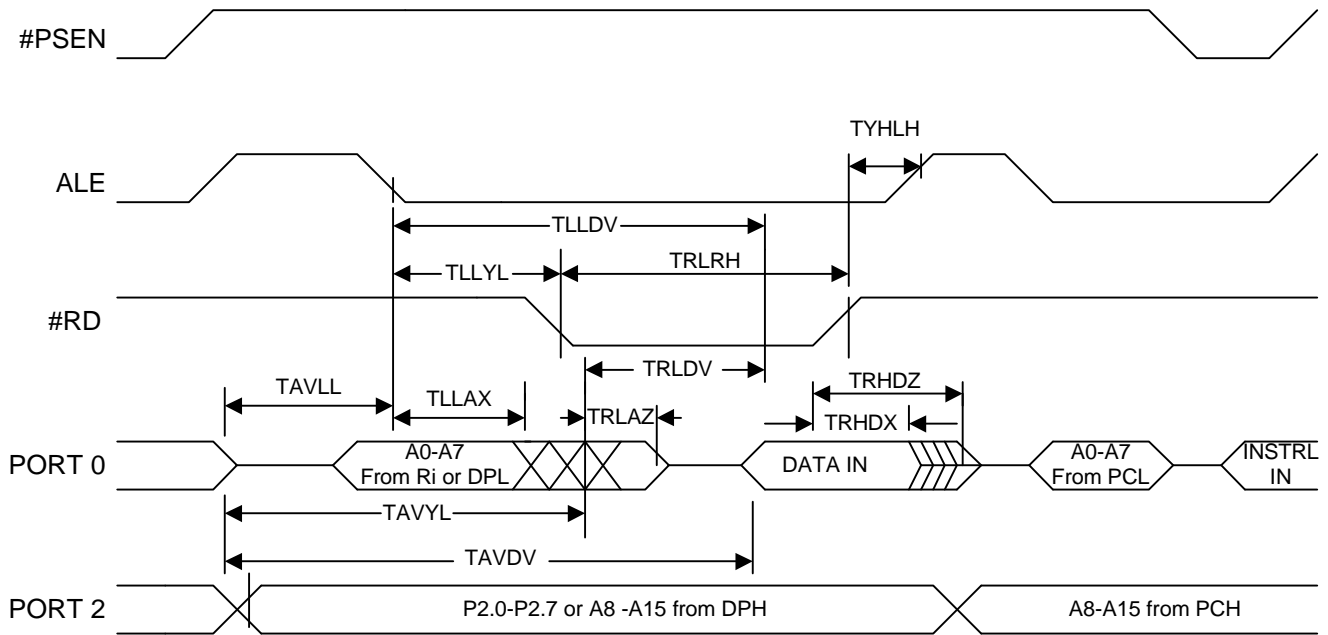 #PSEN
TYHLH
ALE
TLLDV
TLLYL
TRLRH
#RD
TRLDV
TAVLL
TLLAX
TRLAZ
TRHDZ
TRHDX
PORT 0
A0-A7
From Ri or DPL
DATA IN
A0-A7
From PCL
INSTRL
IN
TAVYL
TAVDV
PORT 2
P2.0-P2.7 or A8 -A15 from DPH
A8-A15 from PCH